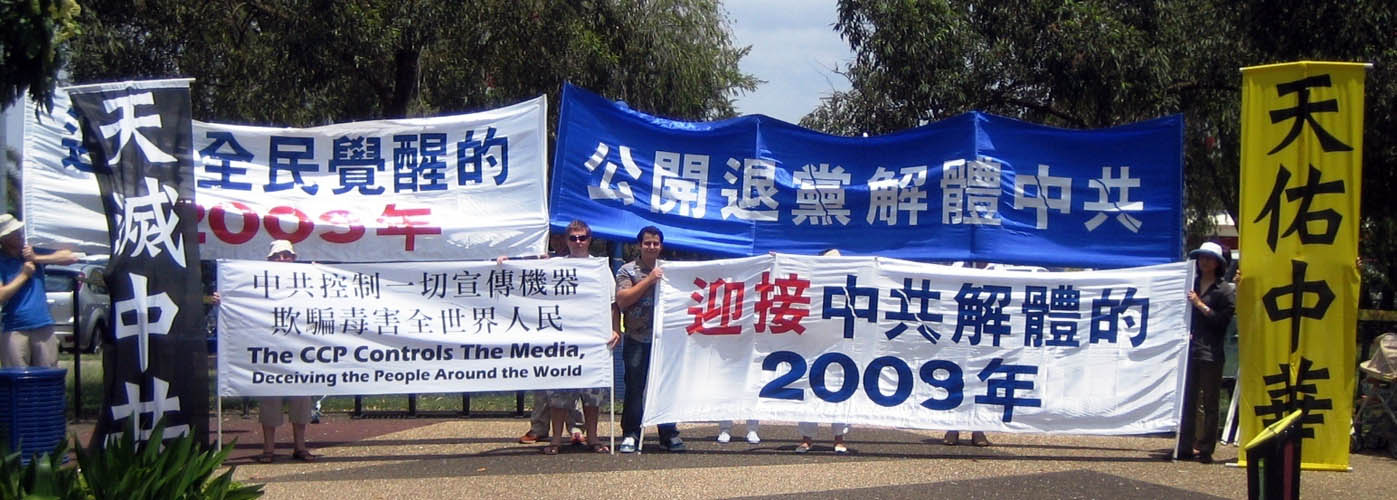 天滅中共
全民覺醒的
2009年
公開退黨解體中共
中共控制一切宣傳機器
欺騙毒害全世界人民
The CCP Controls The Media,
Deceiving the People Around the World
迎接中共解體的
2009年
天佑中華